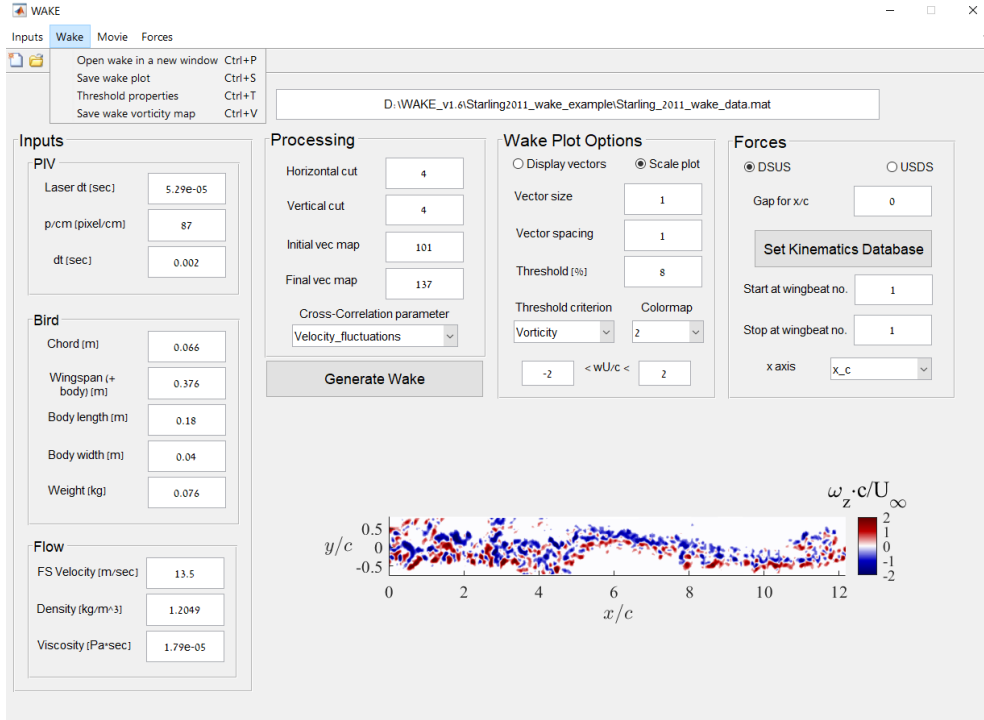 WAKE
Inputs Wake Movie Forces
Open wake in a new window Ctrl+P
Save wake plot Ctrl+S
Threshold properties Ctrl+T
Save wake vorticity map Ctrl+V
D:\WAKE_v1.6\Starling2011_wake_example\Starling_2011_wake_data.mat
Inputs
PIV
Laser dt [sec] 5.29e-05
p/cm [pixel/cm] 87
dt [sec] 0.002
Bird
Chord [m] 0.066
Wingspan (+
body) [m] 0.376
Body length [m] 0.18
Body width [m] 0.04
Weight [kg] 0.076
Flow
FS Velocity [m/sec] 13.5
Density [kg/m^3] 1.2049
Viscosity [Pa*sec] 1.79e-05
Processing
Horizontal cut 4
Vertical cut 4
Initial vec map 101
Final vec map 137
Cross-Correlation parameter
Velocity_fluctuations
Generate Wake
Wake Plot Options
Display vectors Scale plot
Vector size 1
Vector spacing 1
Threshold [%] 8
Threshold criterion Colormap
Vorticity 2
-2 < wU/c < 2
Forces
DSUS USDS
Gap for x/c 0
Set Kinematics Database
Start at wingbeat no. 1
Stop at wingbeat no. 1
x axis x_c
ω_z·c/U_∞
y/c
0.5
0
-0.5
0 2 4 6 8 10 12
x/c
2
1
0
-1
-2